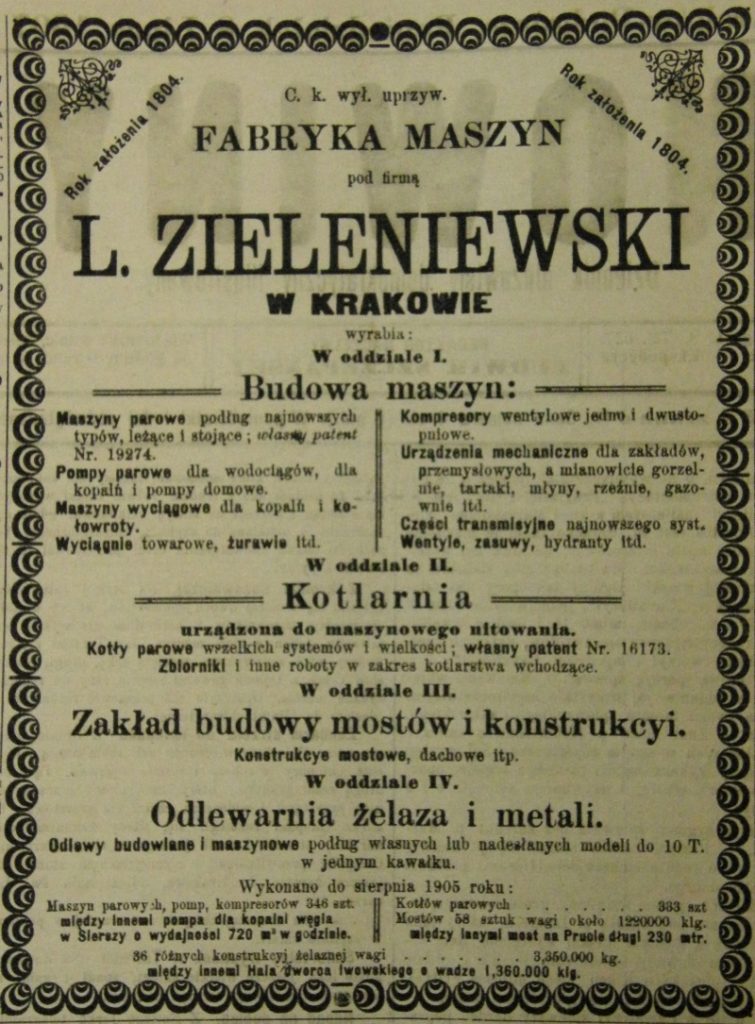 Rok założenia 1804.
Rok założenia 1804.
C. k. wył. uprzyw.
FABRYKA MASZYN
pod firmą
L. ZIELENIEWSKI
W KRAKOWIE
wyrabia:
W oddziale I.
Budowa maszyn:
Maszyny parowe podług najnowszych
typów, leżące i stojące; własny patent
Nr. 19274.
Pompy parowe dla wodociągów, dla
kopalń i pompy domowe.
Maszyny wyciągowe dla kopalń i ko-
łowroty.
Wyciągnie towarowe, żurawie itd.
Kompresory wentylowe jedno i dwusto-
pniowe.
Urządzenia mechaniczne dla zakładów,
przemysłowych, a mianowicie gorzel-
nie, tartaki, młyny, rzeźnie, gazo-
wnie itd.
Części transmisyjne najnowszego syst.
Wentyle, zasuwy, hydranty itd.
W oddziale II.
Kotlarnia
urządzona do maszynowego nitowania.
Kotły parowe wszelkich systemów i wielkości; własny patent Nr. 16173.
Zbiorniki i inne roboty w zakres kotlarstwa wchodzące.
W oddziale III.
Zakład budowy mostów i konstrukcyi.
Konstrukcye mostowe, dachowe itp.
W oddziale IV.
Odlewarnia żelaza i metali.
Odlewy budowlane i maszynowe podług własnych lub nadesłanych modeli do 10 T.
w jednym kawałku.
Wykonano do sierpnia 1905 roku:
Maszyn parowych, pomp, kompresorów 346 szt.
między innemi pompa dla kopalni węgla
w Sierszy o wydajności 720 m³ w godzinie.
Kotłów parowych . . . . . . . 333 szt
Mostów 58 sztuk wagi około 1220000 klg.
między innymi most na Prucie długi 230 mtr.
36 różnych konstrukcyj żelaznej wagi . . . . . . 3,350.000 kg.
między innemi Hala dworca lwowskiego o wadze 1,360.000 klg.